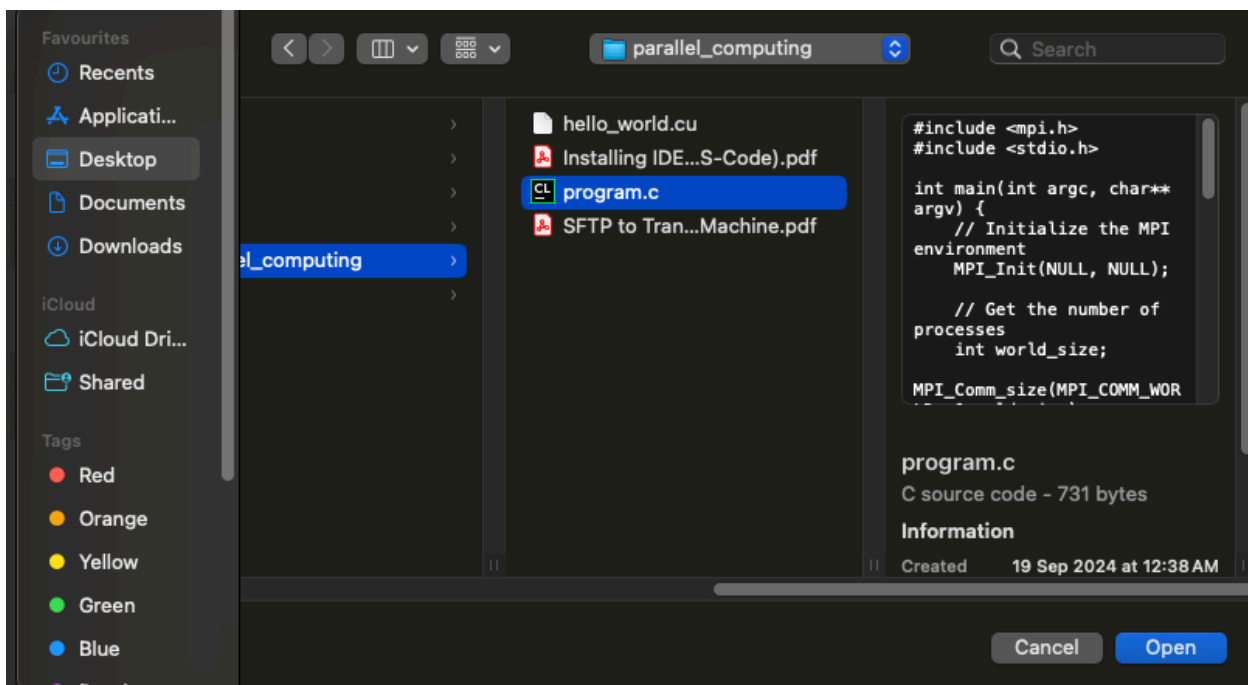 Favourites
Recents
Applicati...
Desktop
Documents
Downloads
iCloud
iCloud Dri...
Shared
Tags
Red
Orange
Yellow
Green
Blue
parallel_computing
Search
el_computing
hello_world.cu
Installing IDE...S-Code).pdf
CL program.c
SFTP to Tran...Machine.pdf
#include <mpi.h>
#include <stdio.h>
int main(int argc, char**
argv) {
// Initialize the MPI
environment
MPI_Init(NULL, NULL);
// Get the number of
processes
int world_size;
MPI_Comm_size(MPI_COMM_WOR
program.c
C source code - 731 bytes
Information
Created 19 Sep 2024 at 12:38 AM
Cancel
Open